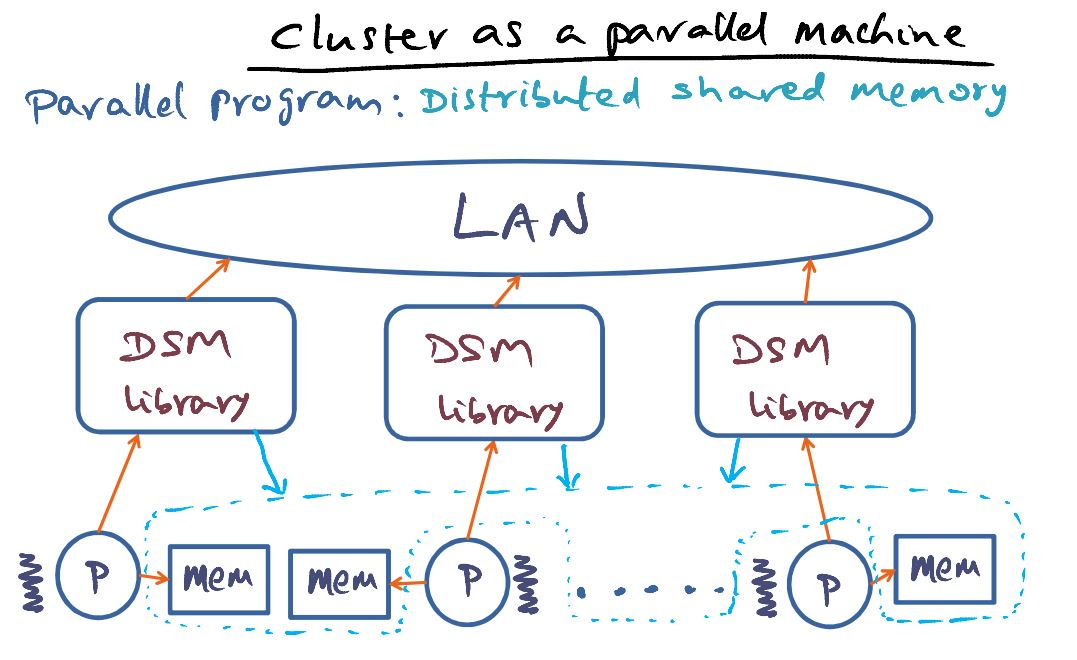 Cluster as a parallel machine
Parallel program: Distributed shared memory
LAN
DSM
library
DSM
library
DSM
library
P
mem
mem
P
P
mem